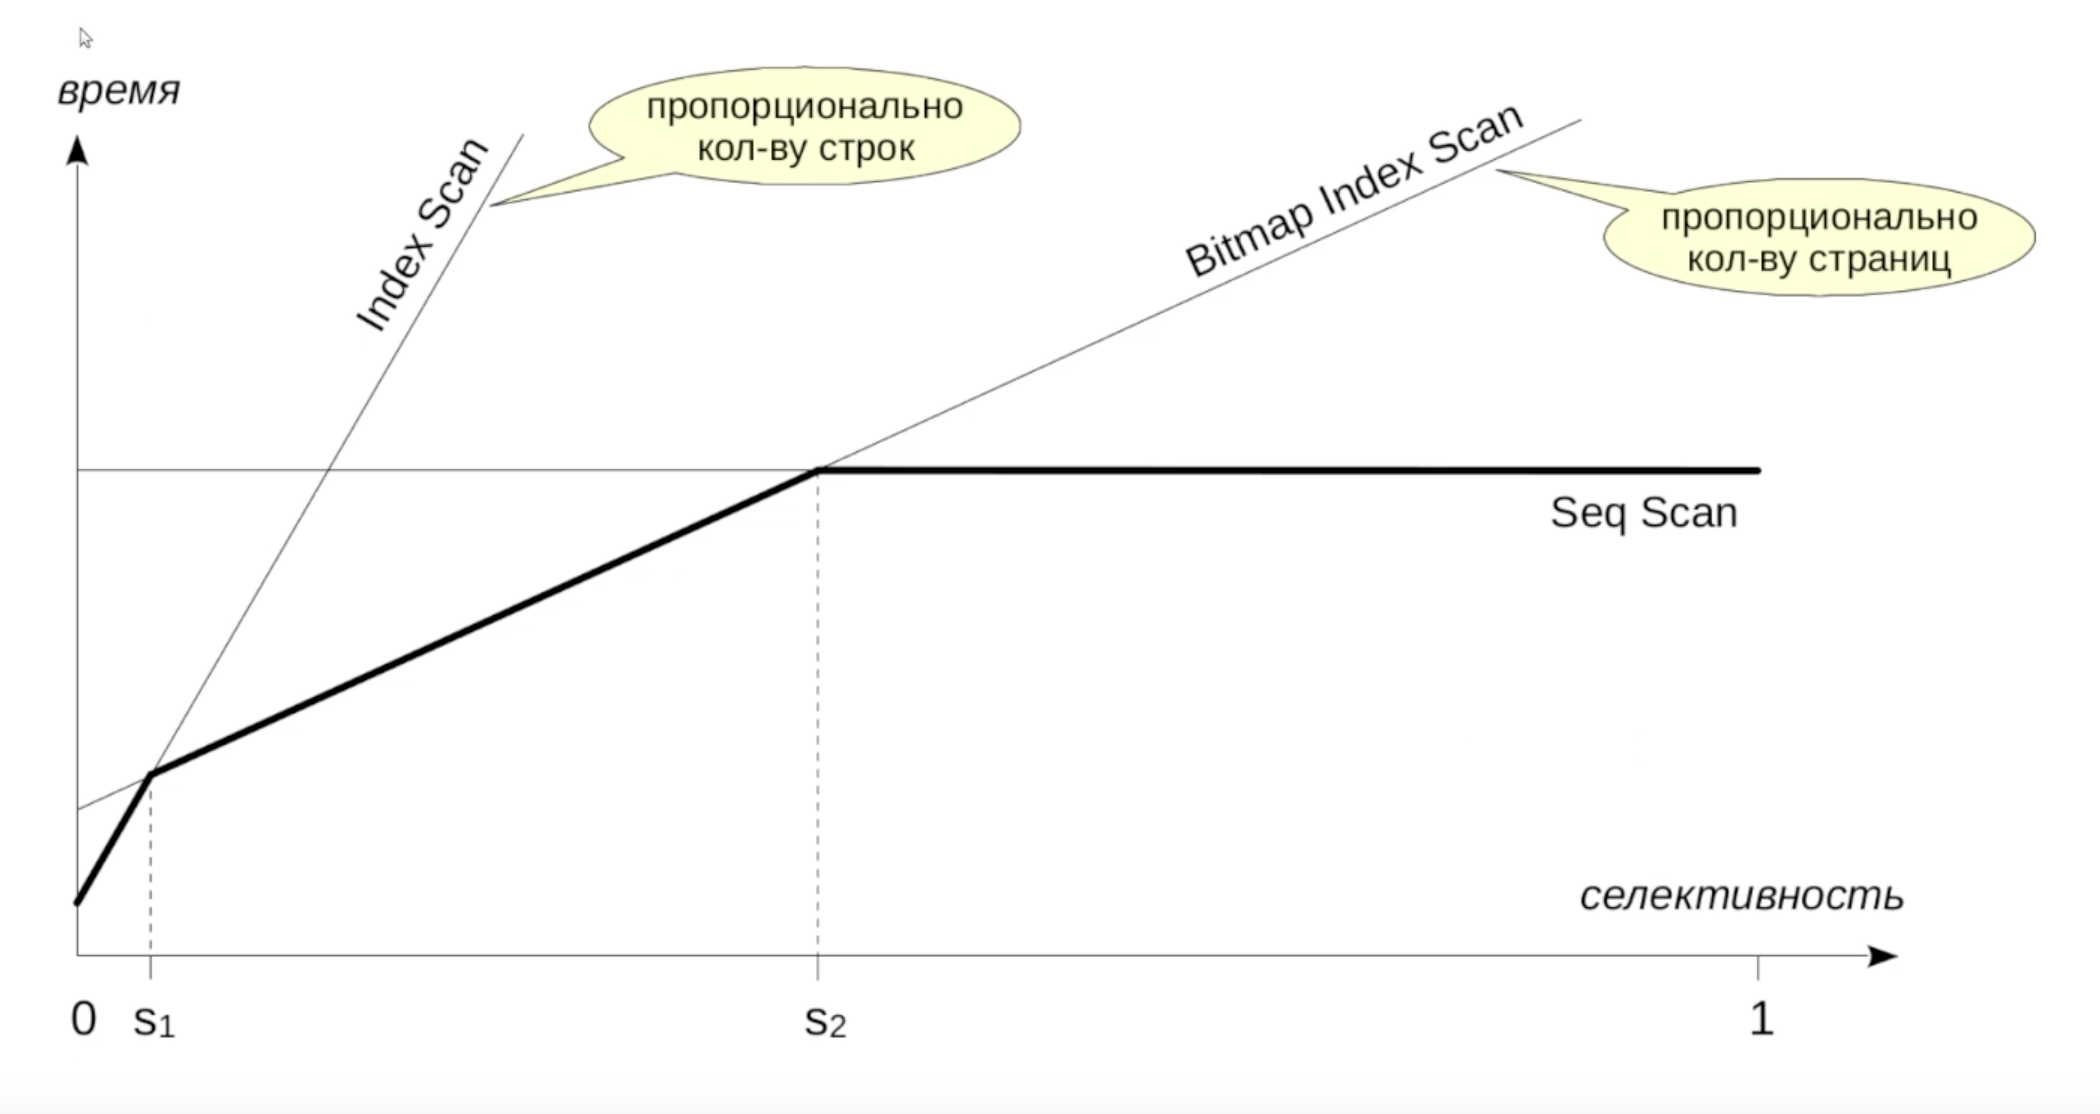 время
пропорционально
кол-ву строк
Index Scan
Bitmap Index Scan
пропорционально
кол-ву страниц
Seq Scan
селективность
0 s1 s2 1